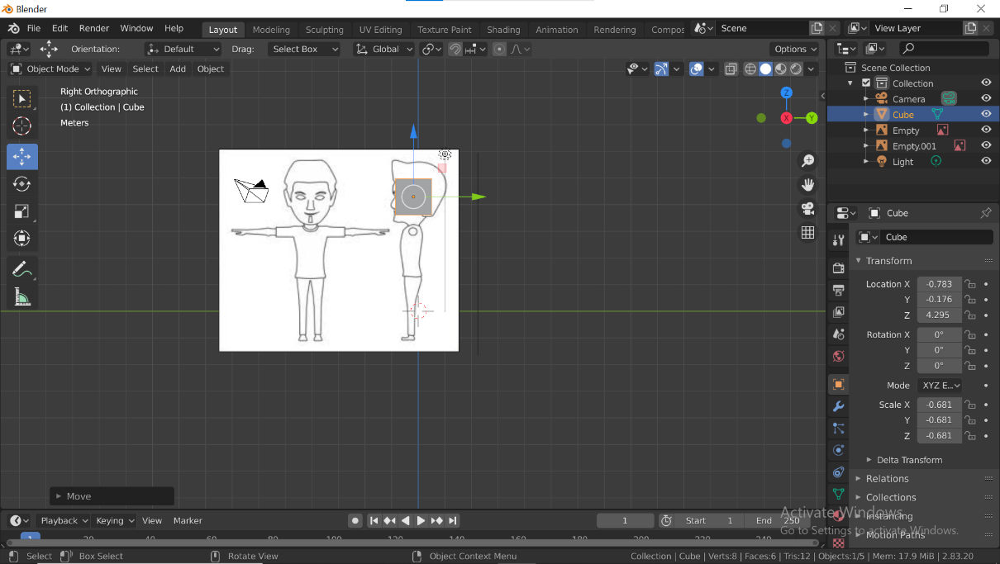 Blender
File Edit Render Window Help Layout Modeling Sculpting UV Editing Texture Paint Shading Animation Rendering Compos Scene View Layer
Orientation: Default Drag: Select Box Global Options
Object Mode View Select Add Object
Right Orthographic
(1) Collection | Cube
Meters
Z
X
Y
Scene Collection
Collection
Camera
Cube
Empty
Empty.001
Light
Cube
Cube
Transform
Location X -0.783
Y -0.176
Z 4.295
Rotation X 0°
Y 0°
Z 0°
Mode XYZ E...
Scale X -0.681
Y -0.681
Z -0.681
Delta Transform
Relations
Collections
Instancing
Motion Paths
Move
Activate Windows
Go to Settings to activate Windows.
Playback Keying View Marker 1 Start 1 End 250
1 20 40 60 80 100 120 140 160 180 200 220 240
Select Box Select Rotate View Object Context Menu Collection | Cube | Verts:8 | Faces:6 | Tris:12 | Objects:1/5 | Mem: 17.9 MiB | 2.83.20